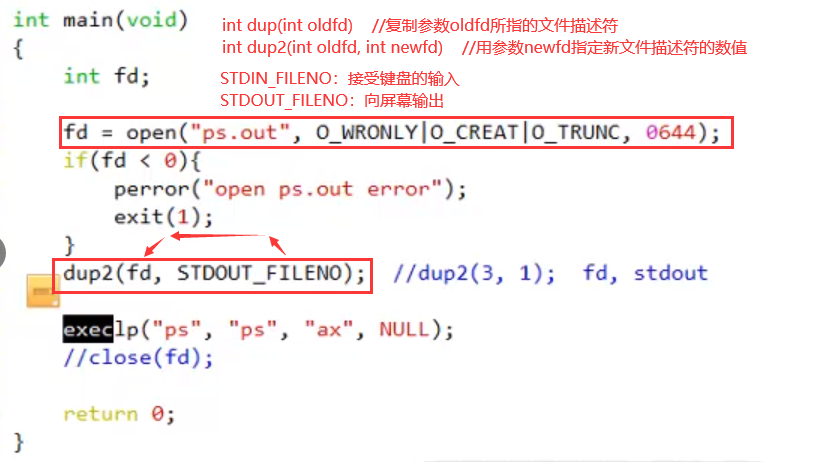 int main(void)
int dup(int oldfd) //复制参数oldfd所指的文件描述符
{
int dup2(int oldfd, int newfd) //用参数newfd指定新文件描述符的数值
int fd;
STDIN_FILENO：接受键盘的输入
STDOUT_FILENO：向屏幕输出
fd = open("ps.out", O_WRONLY|O_CREAT|O_TRUNC, 0644);
if(fd < 0){
perror("open ps.out error");
exit(1);
}
dup2(fd, STDOUT_FILENO); //dup2(3, 1); fd, stdout
execlp("ps", "ps", "ax", NULL);
//close(fd);
return 0;
}